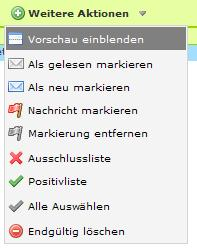 Weitere Aktionen
Vorschau einblenden
Als gelesen markieren
Als neu markieren
Nachricht markieren
Markierung entfernen
Ausschlussliste
Positivliste
Alle Auswählen
Endgültig löschen